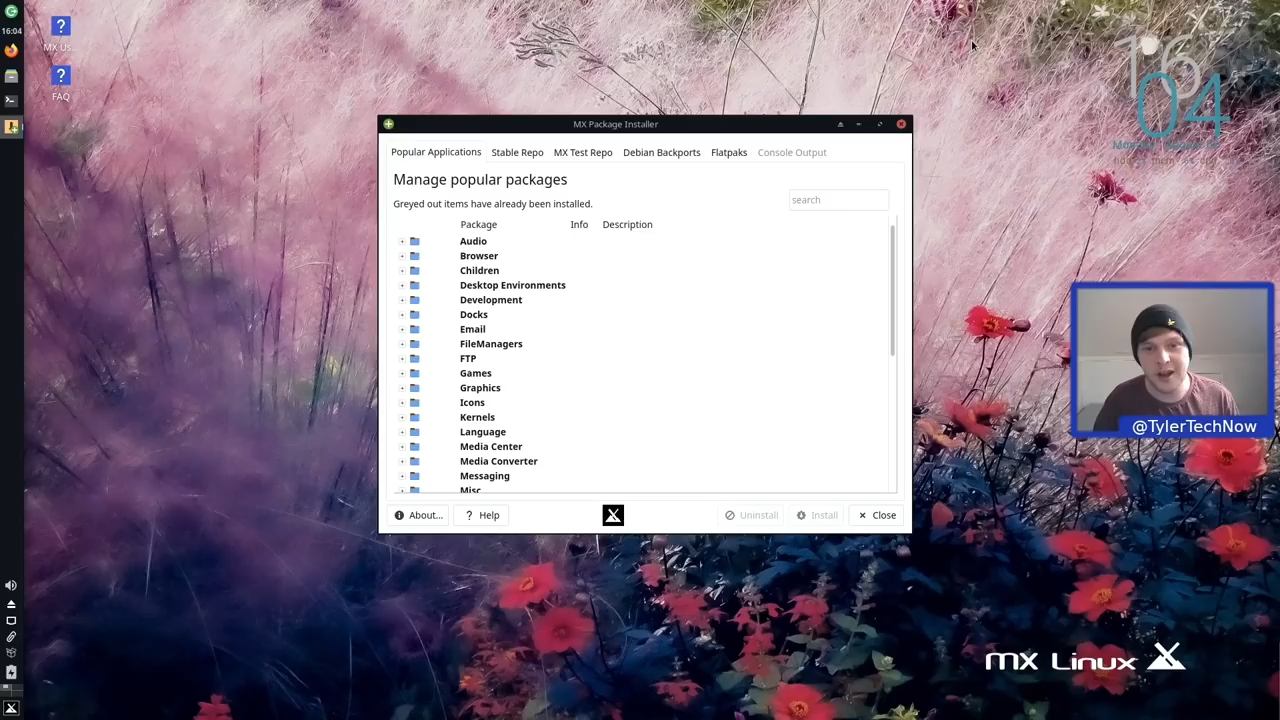 16:04
MX Us...
FAQ
16
04
MX Package Installer
Popular Applications
Stable Repo
MX Test Repo
Debian Backports
Flatpaks
Console Output
Manage popular packages
Greyed out items have already been installed.
search
Package
Info
Description
Audio
Browser
Children
Desktop Environments
Development
Docks
Email
FileManagers
FTP
Games
Graphics
Icons
Kernels
Language
Media Center
Media Converter
Messaging
Misc
About...
? Help
Uninstall
Install
Close
@TylerTechNow
MX Linux